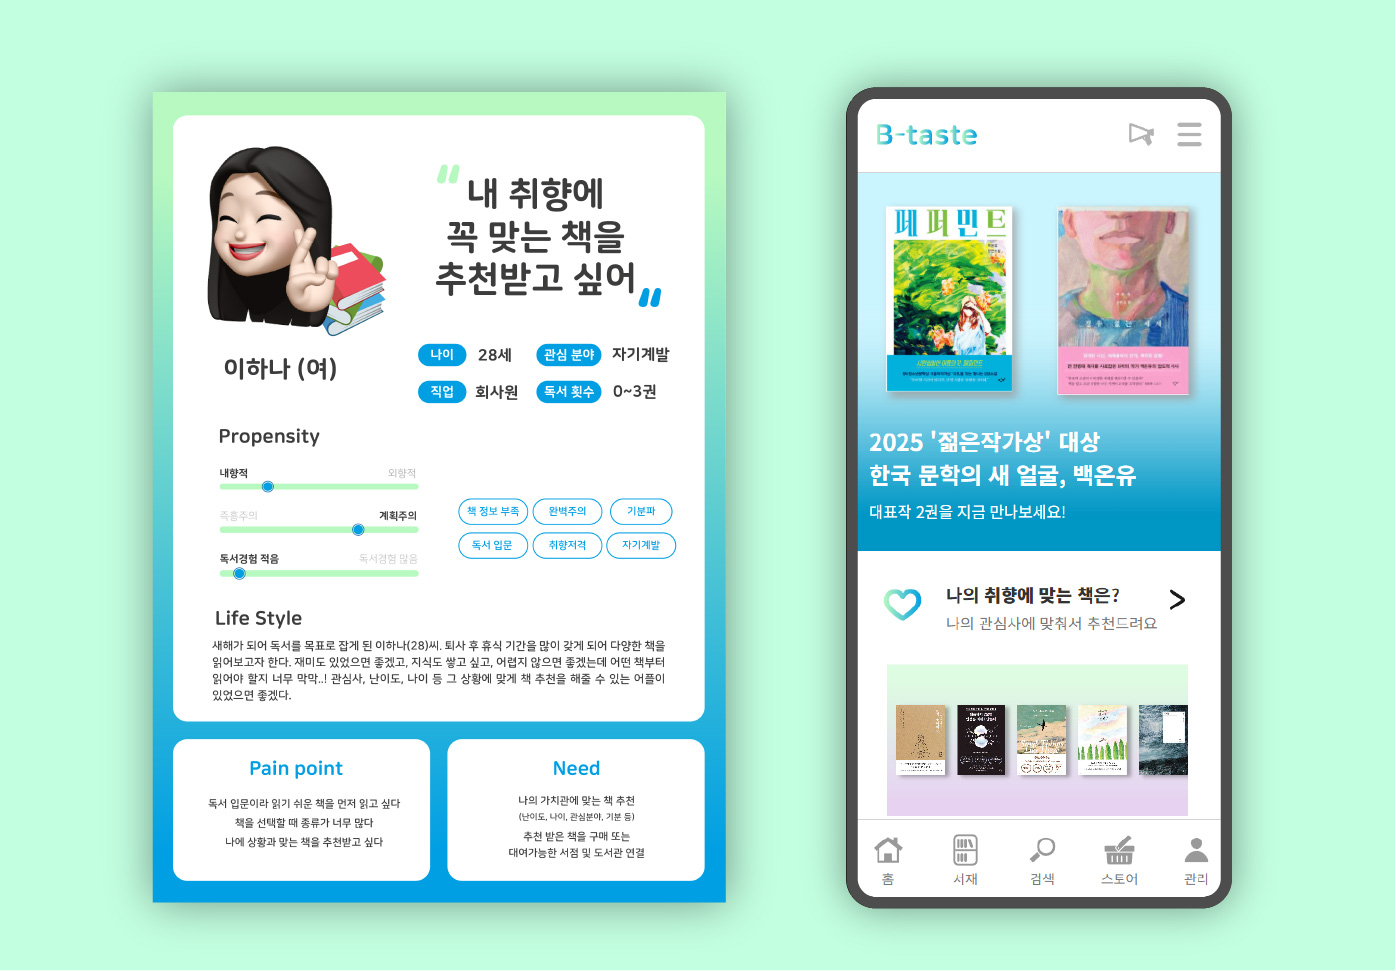 내 취향에
꼭 맞는 책을
추천받고 싶어
이하나 (여)
나이 28세 관심 분야 자기계발
직업 회사원 독서 횟수 0~3권
Propensity
내향적 외향적
즉흥주의 계획주의
독서경험 적음 독서경험 많음
책 정보 부족 완벽주의 기분파
독서 입문 취향저격 자기계발
Life Style
새해가 되어 독서를 목표로 잡게 된 이하나(28)씨. 퇴사 후 휴식 기간을 많이 갖게 되어 다양한 책을
읽어보고자 한다. 재미도 있었으면 좋겠고, 지식도 쌓고 싶고, 어렵지 않으면 좋겠는데 어떤 책부터
읽어야 할지 너무 막막..! 관심사, 난이도, 나이 등 그 상황에 맞게 책 추천을 해줄 수 있는 어플이
있었으면 좋겠다.
Pain point
독서 입문이라 읽기 쉬운 책을 먼저 읽고 싶다
책을 선택할 때 종류가 너무 많다
나에 상황과 맞는 책을 추천받고 싶다
Need
나의 가치관에 맞는 책 추천
(난이도, 나이, 관심분야, 기분 등)
추천 받은 책을 구매 또는
대여가능한 서점 및 도서관 연결
B-taste
페퍼민트
2025 '젊은작가상' 대상
한국 문학의 새 얼굴, 백온유
대표작 2권을 지금 만나보세요!
나의 취향에 맞는 책은?
나의 관심사에 맞춰서 추천드려요
홈 서재 검색 스토어 관리